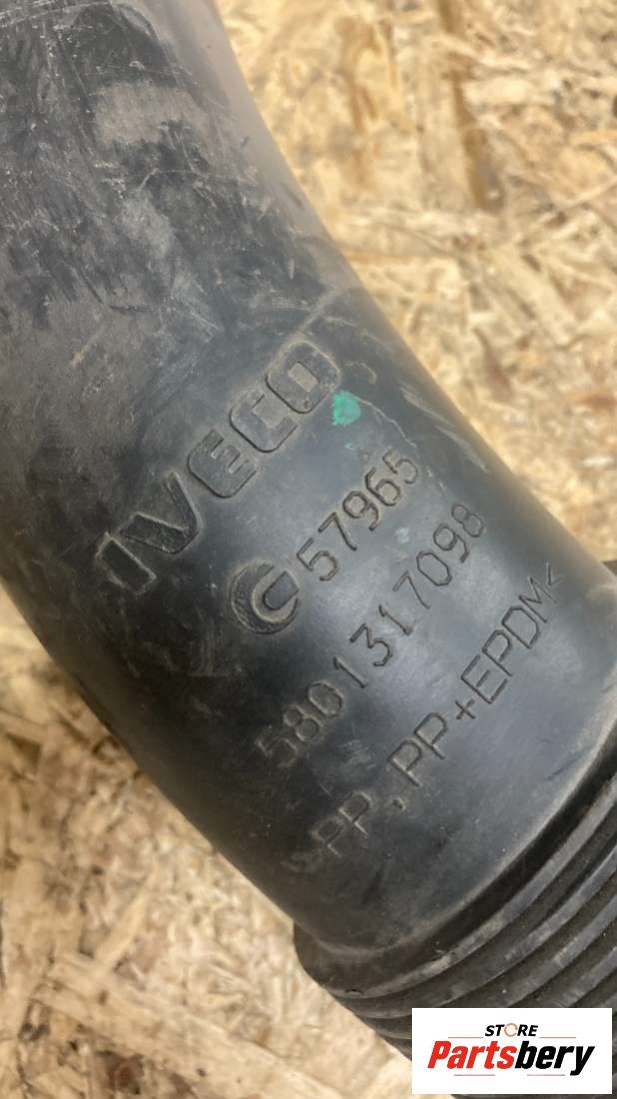 IVECO
57965
5801317098
>PP,PP+EPDM<
STORE
Partsbery